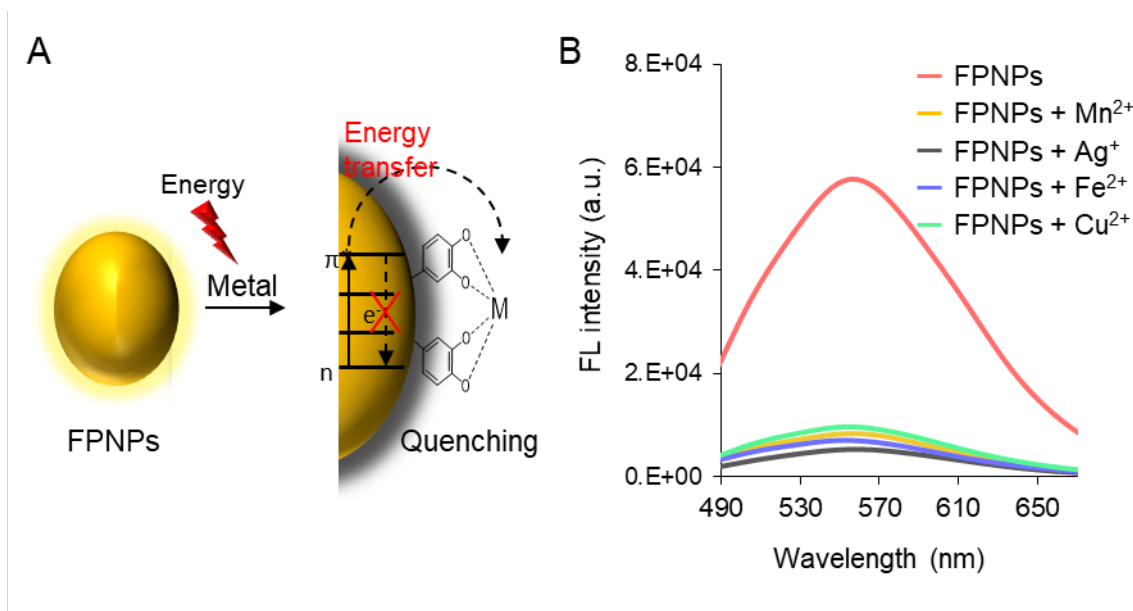 A
Energy
Metal
FPNPs
Energy
transfer
π
e⁻
n
O
O
M
O
O
Quenching
B
FL intensity (a.u.)
8.E+04
6.E+04
4.E+04
2.E+04
0.E+00
490 530 570 610 650
Wavelength (nm)
FPNPs
FPNPs + Mn²⁺
FPNPs + Ag⁺
FPNPs + Fe²⁺
FPNPs + Cu²⁺